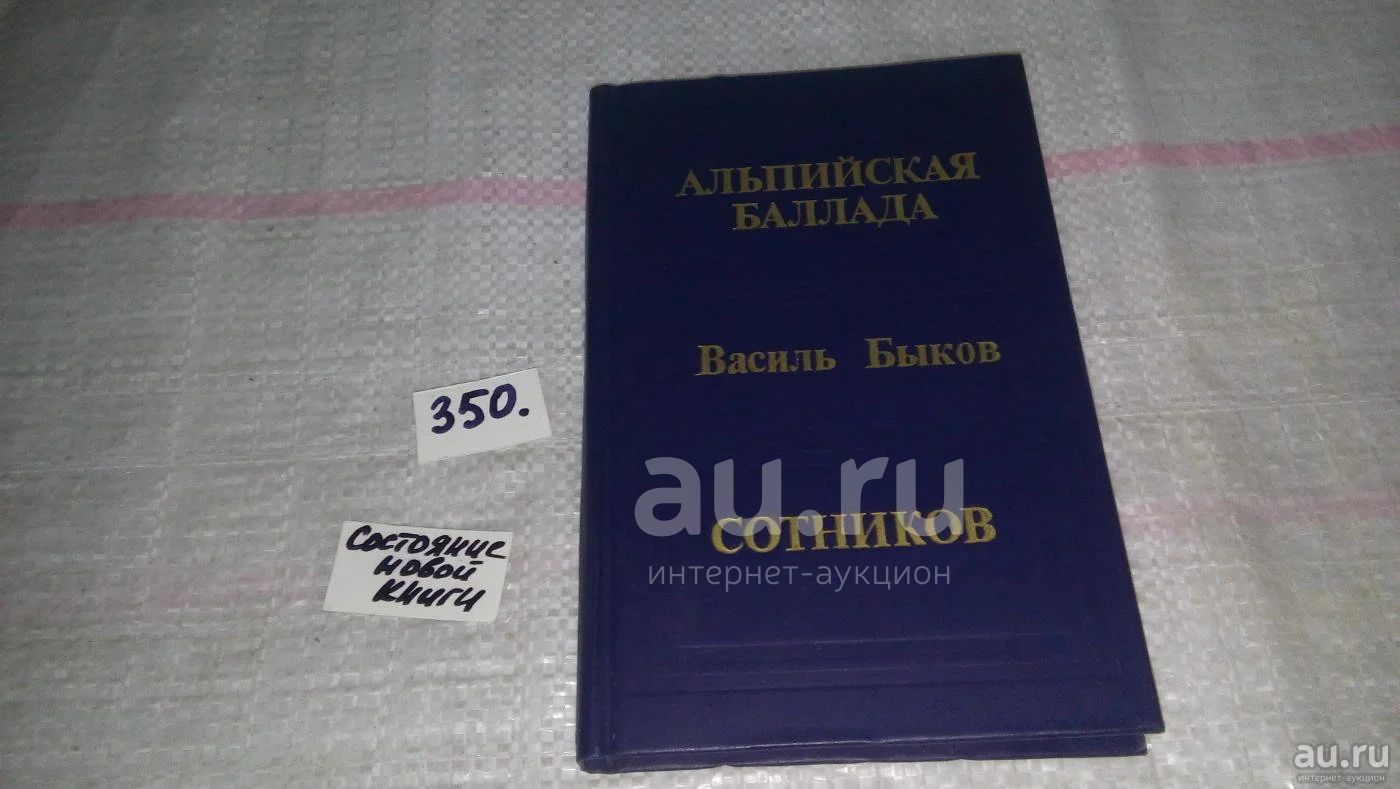 АЛЬПИЙСКАЯ
БАЛЛАДА
Василь Быков
350.
au.ru
СОТНИКОВ
интернет-аукцион
Состояние
новой
книги
au.ru
интернет-аукцион